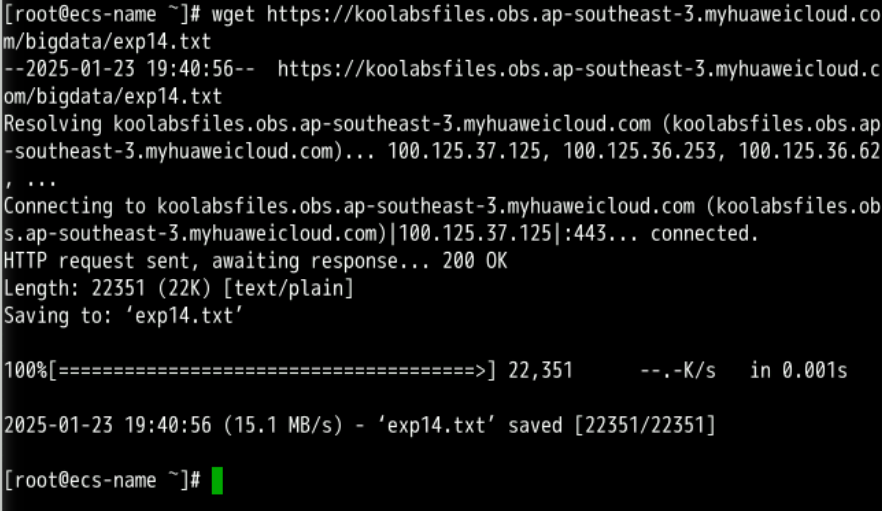 [root@ecs-name ~]# wget https://koolabsfiles.obs.ap-southeast-3.myhuaweicloud.co
m/bigdata/exp14.txt
--2025-01-23 19:40:56--  https://koolabsfiles.obs.ap-southeast-3.myhuaweicloud.c
om/bigdata/exp14.txt
Resolving koolabsfiles.obs.ap-southeast-3.myhuaweicloud.com (koolabsfiles.obs.ap
-southeast-3.myhuaweicloud.com)... 100.125.37.125, 100.125.36.253, 100.125.36.62
, ...
Connecting to koolabsfiles.obs.ap-southeast-3.myhuaweicloud.com (koolabsfiles.ob
s.ap-southeast-3.myhuaweicloud.com)|100.125.37.125|:443... connected.
HTTP request sent, awaiting response... 200 OK
Length: 22351 (22K) [text/plain]
Saving to: ‘exp14.txt’
100%[======================================>] 22,351      --.-K/s   in 0.001s
2025-01-23 19:40:56 (15.1 MB/s) - ‘exp14.txt’ saved [22351/22351]
[root@ecs-name ~]#